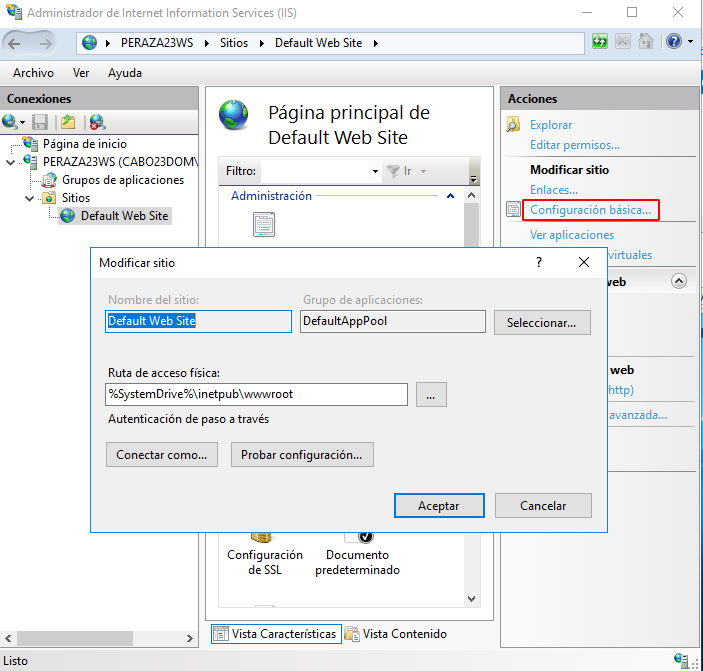 Administrador de Internet Information Services (IIS)
PERAZA23WS
Sitios
Default Web Site
Archivo
Ver
Ayuda
Conexiones
Página de inicio
PERAZA23WS (CABO23DOM\
Grupos de aplicaciones
Sitios
Default Web Site
Página principal de
Default Web Site
Filtro:
Ir
Administración
Configuración
de SSL
Documento
predeterminado
Vista Características
Vista Contenido
Acciones
Explorar
Editar permisos...
Modificar sitio
Enlaces...
Configuración básica...
Ver aplicaciones
virtuales
web
web
http)
avanzada...
Modificar sitio
?
Nombre del sitio:
Grupo de aplicaciones:
Default Web Site
DefaultAppPool
Seleccionar...
Ruta de acceso física:
%SystemDrive%\inetpub\wwwroot
...
Autenticación de paso a través
Conectar como...
Probar configuración...
Aceptar
Cancelar
Listo